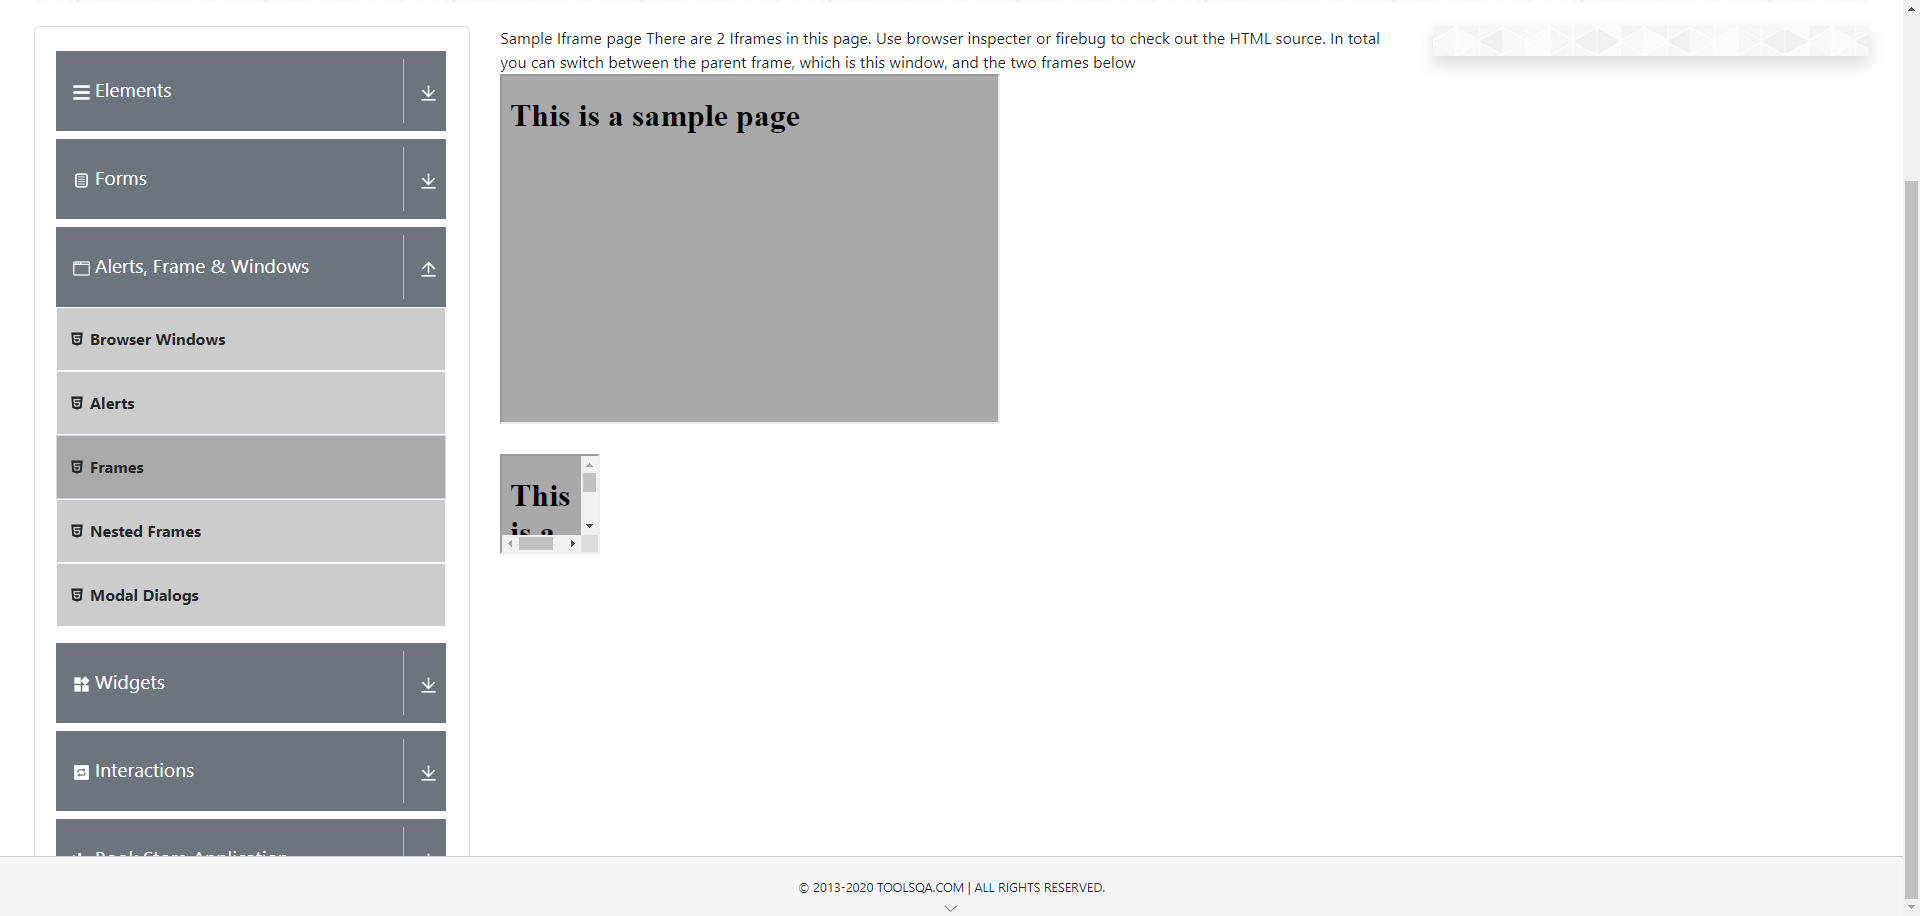 Elements
Forms
Alerts, Frame & Windows
Browser Windows
Alerts
Frames
Nested Frames
Modal Dialogs
Widgets
Interactions
Book Store Application
Sample Iframe page There are 2 Iframes in this page. Use browser inspecter or firebug to check out the HTML source. In total
you can switch between the parent frame, which is this window, and the two frames below
This is a sample page
This
is a
© 2013-2020 TOOLSQA.COM | ALL RIGHTS RESERVED.